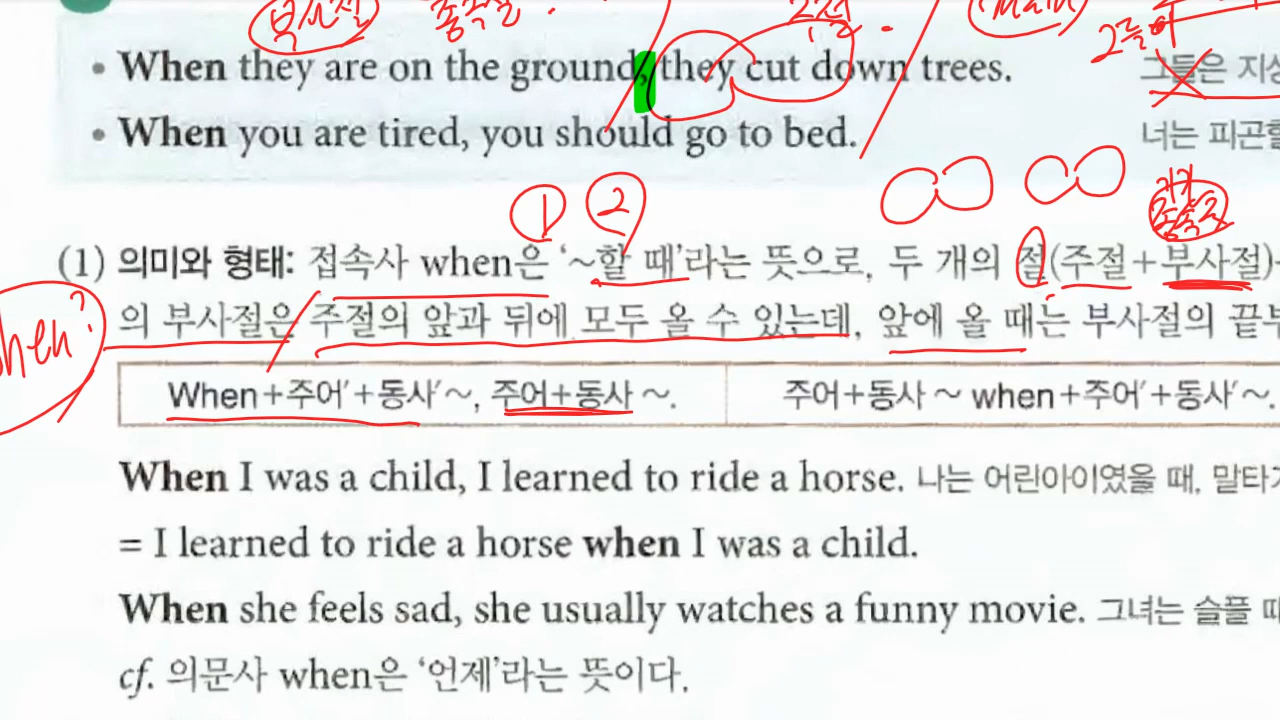 부사절 종속절 주절 (Main)
• When they are on the ground, they cut down trees. 그들은 지상
그들이
• When you are tired, you should go to bed. 너는 피곤할
① ②
(1) 의미와 형태: 접속사 when은 ‘~할 때’라는 뜻으로, 두 개의 절(주절+부사절)
when?
의 부사절은 주절의 앞과 뒤에 모두 올 수 있는데, 앞에 올 때는 부사절의 끝부
When+주어′+동사′~, 주어+동사 ~. 주어+동사 ~ when+주어′+동사′~.
When I was a child, I learned to ride a horse. 나는 어린아이였을 때, 말타기
= I learned to ride a horse when I was a child.
When she feels sad, she usually watches a funny movie. 그녀는 슬플 때
cf. 의문사 when은 ‘언제’라는 뜻이다.